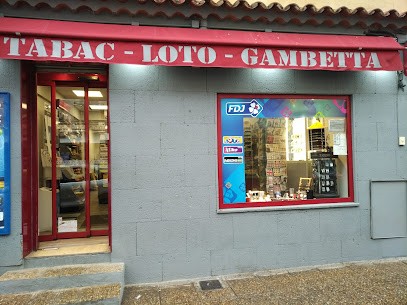 TABAC - LOTO - GAMBETTA
FDJ